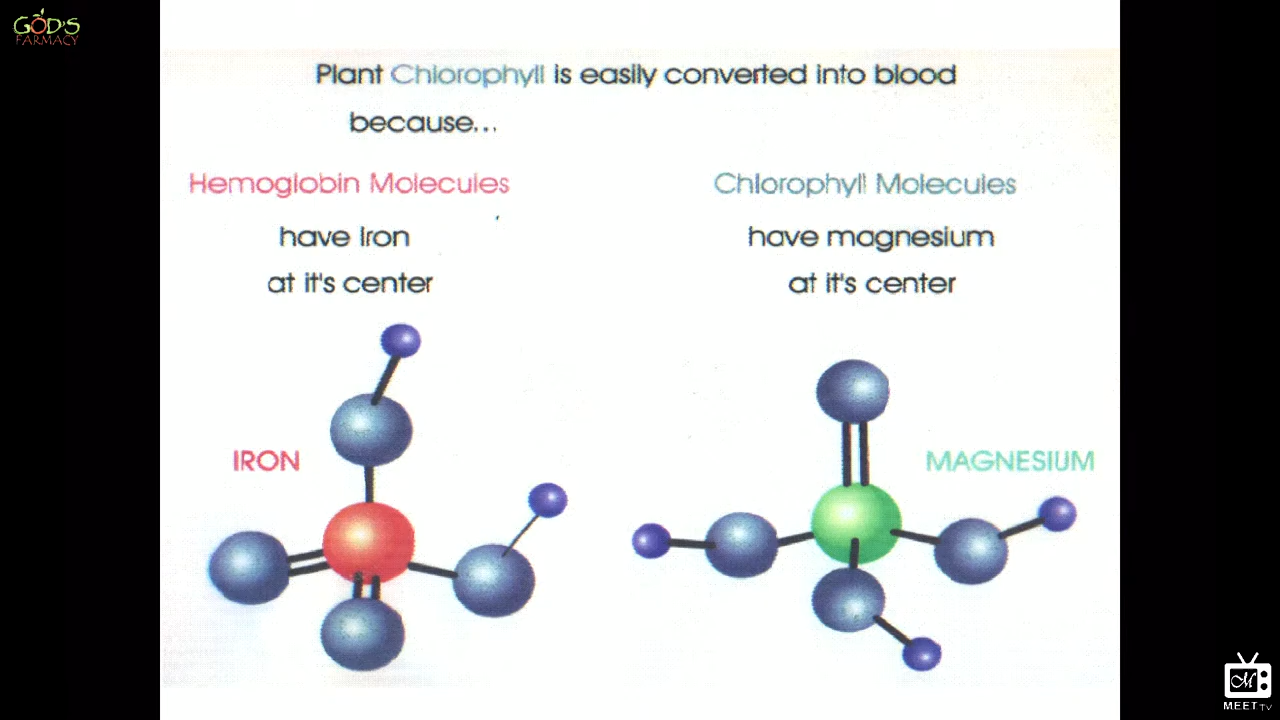 GOD'S
FARMACY
Plant Chlorophyll is easily converted into blood
because...
Hemoglobin Molecules
have Iron
at it's center
Chlorophyll Molecules
have magnesium
at it's center
IRON
MAGNESIUM
M
MEET TV